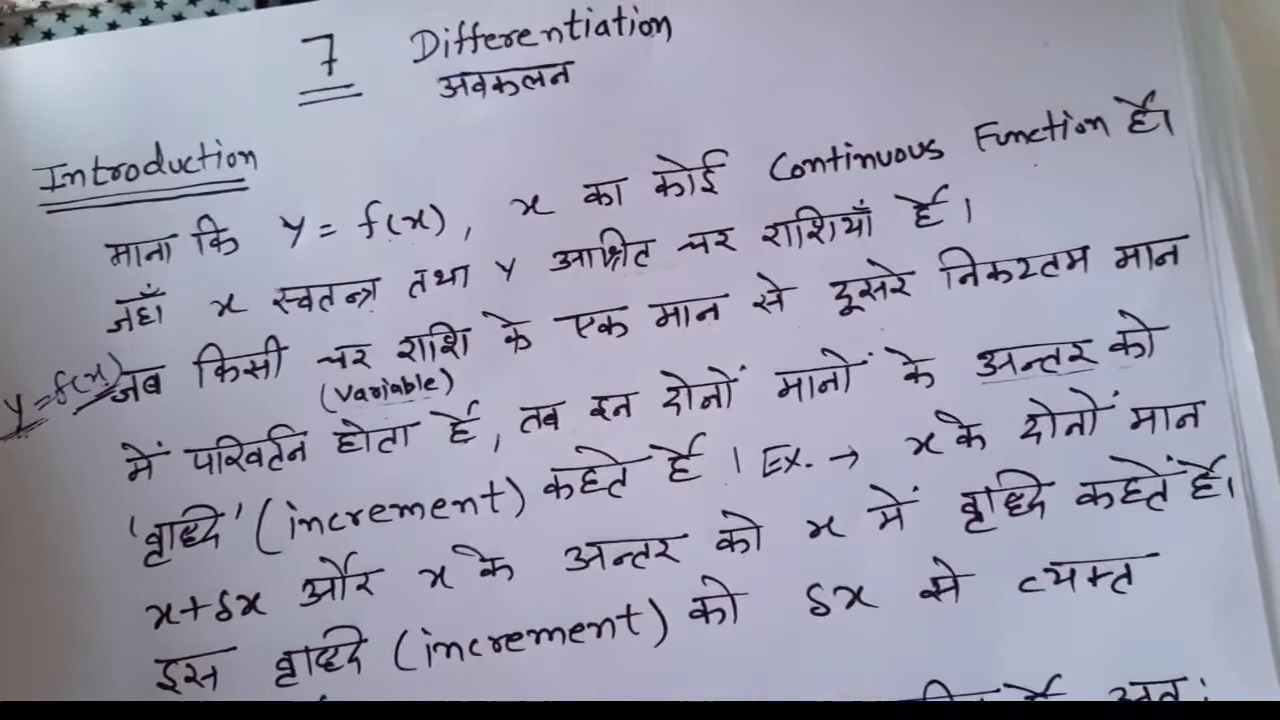 7 Differentiation
अवकलन
Introduction
माना कि y = f(x), x का कोई Continuous Function है।
जहाँ x स्वतन्त्र तथा y आश्रित चर राशियाँ हैं।
y = f(x) जब किसी चर राशि के एक मान से दूसरे निकटतम मान
(Variable)
में परिवर्तन होता है, तब इन दोनों मानों के अन्तर को
'वृद्धि' (increment) कहते हैं। Ex. → x के दोनों मान
x+δx और x के अन्तर को x में वृद्धि कहतें हैं।
इस वृद्धि (increment) को δx से व्यक्त
अतः